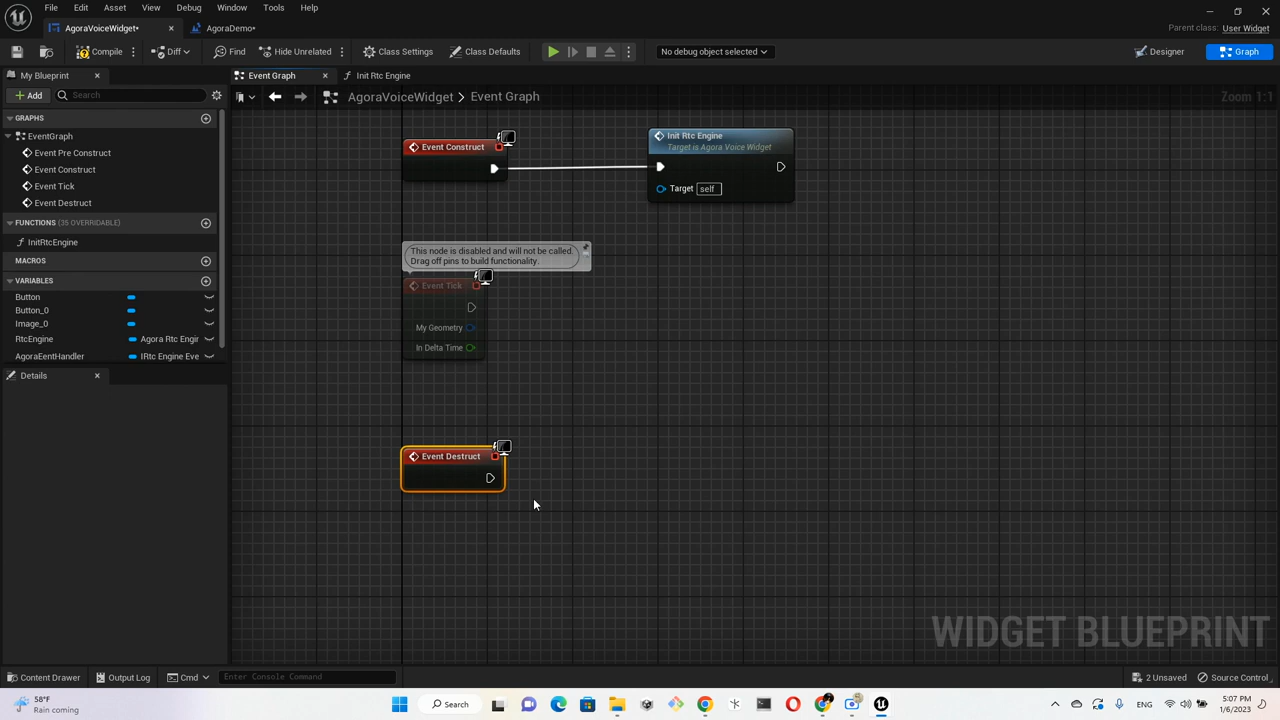 File Edit Asset View Debug Window Tools Help
AgoraVoiceWidget* AgoraDemo*
Parent class: User Widget
Compile Diff Find Hide Unrelated Class Settings Class Defaults No debug object selected Designer Graph
My Blueprint Event Graph Init Rtc Engine
Add Search AgoraVoiceWidget > Event Graph Zoom 1:1
GRAPHS
EventGraph
Event Pre Construct
Event Construct
Event Tick
Event Destruct
FUNCTIONS (35 OVERRIDABLE)
InitRtcEngine
MACROS
VARIABLES
Button
Button_0
Image_0
RtcEngine Agora Rtc Engir
AgoraEentHandler IRtc Engine Eve
Details
Event Construct
Init Rtc Engine
Target is Agora Voice Widget
Target self
This node is disabled and will not be called.
Drag off pins to build functionality.
Event Tick
My Geometry
In Delta Time
Event Destruct
WIDGET BLUEPRINT
Content Drawer Output Log Cmd Enter Console Command 2 Unsaved Source Control
58°F
Rain coming
Search
ENG
5:07 PM
1/6/2023